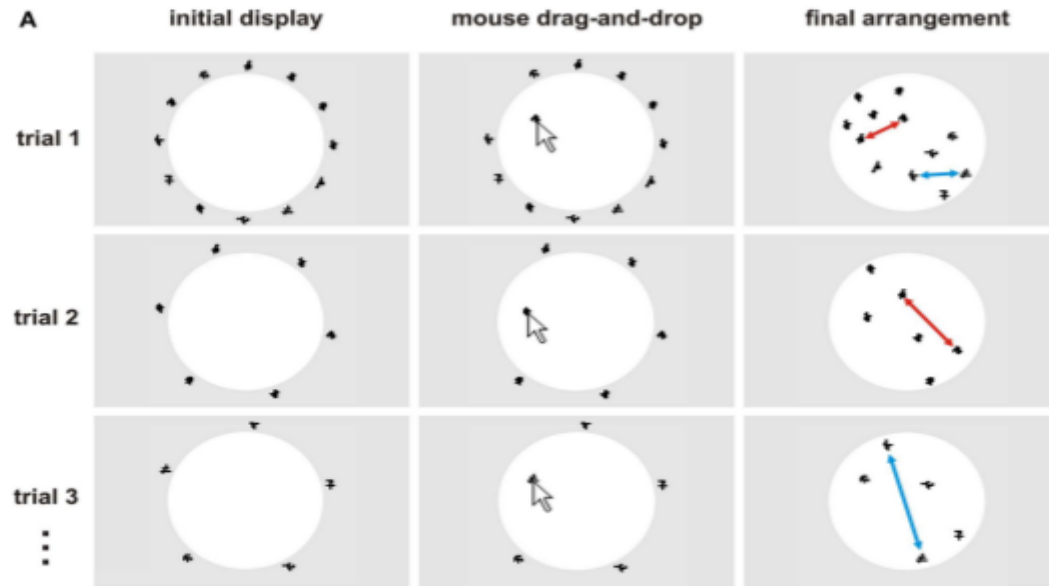 A
initial display
mouse drag-and-drop
final arrangement
trial 1
trial 2
trial 3